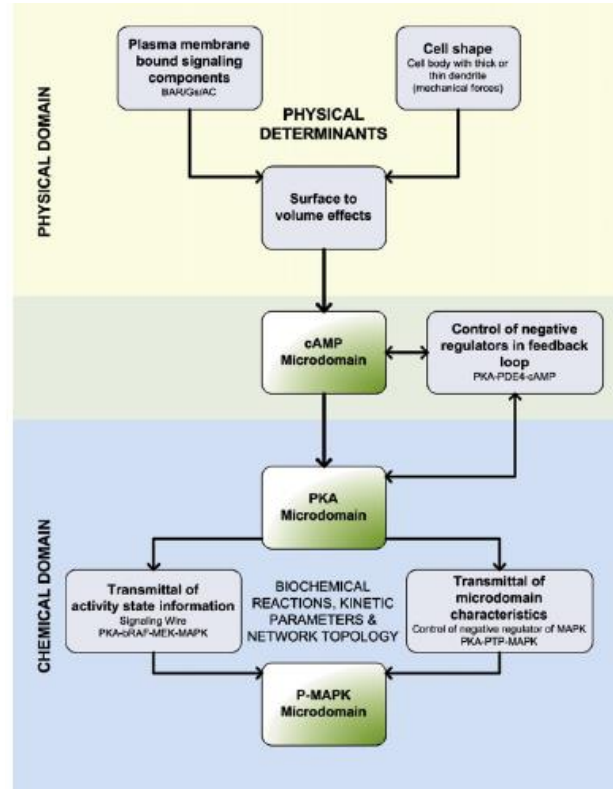 PHYSICAL DOMAIN
Plasma membrane
bound signaling
components
BAR/Gs/AC
Cell shape
Cell body with thick or
thin dendrite
(mechanical forces)
PHYSICAL
DETERMINANTS
Surface to
volume effects
cAMP
Microdomain
Control of negative
regulators in feedback
loop
PKA-PDE4-cAMP
CHEMICAL DOMAIN
PKA
Microdomain
Transmittal of
activity state information
Signaling Wire
PKA-bRAF-MEK-MAPK
BIOCHEMICAL
REACTIONS, KINETIC
PARAMETERS &
NETWORK TOPOLOGY
Transmittal of
microdomain
characteristics
Control of negative regulator of MAPK
PKA-PTP-MAPK
P-MAPK
Microdomain